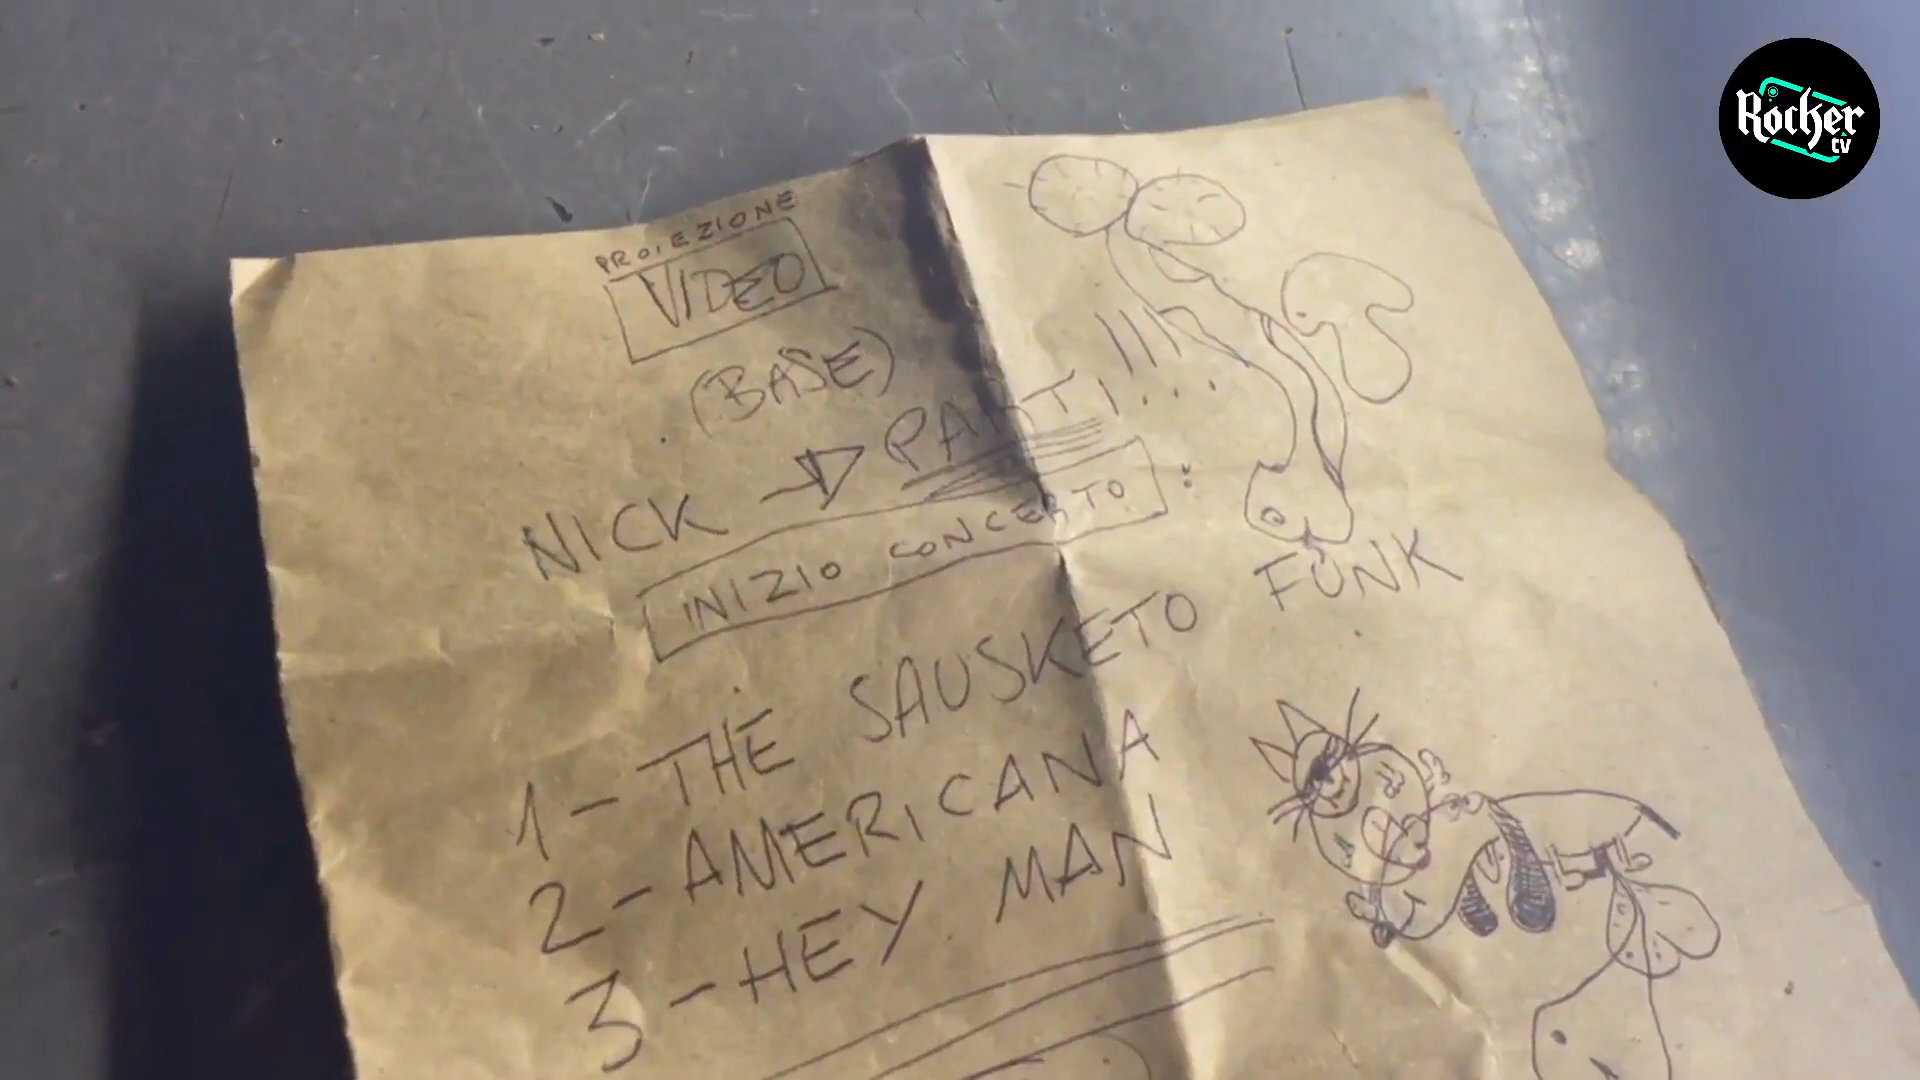 PROIEZIONE
VIDEO
(BASE)
NICK → PARTI!!!...
INIZIO CONCERTO :
1 - THE SAUSKETO FUNK
2 - AMERICANA
3 - HEY MAN
Rocker
tv